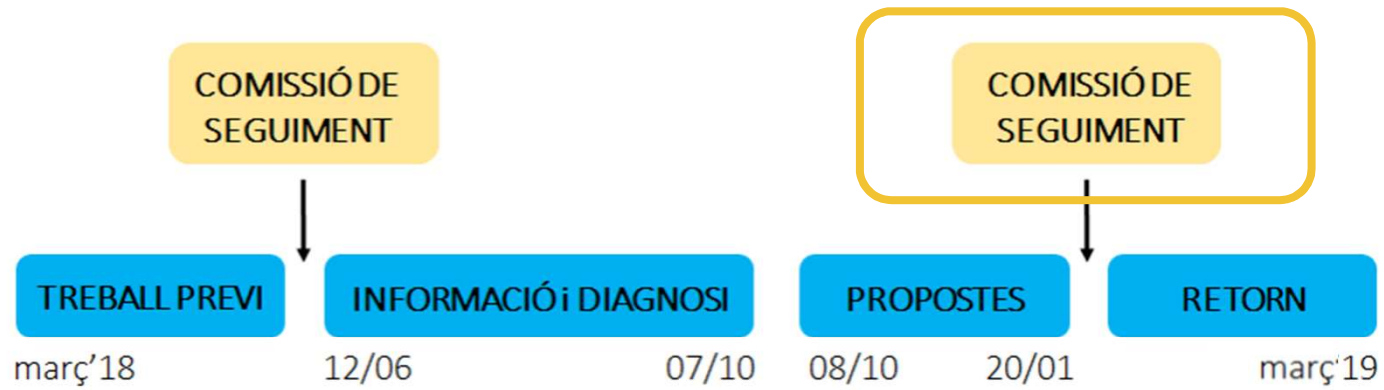 COMISSIÓ DE
SEGUIMENT
COMISSIÓ DE
SEGUIMENT
TREBALL PREVI
INFORMACIÓ i DIAGNOSI
PROPOSTES
RETORN
març'18
12/06
07/10
08/10
20/01
març'19